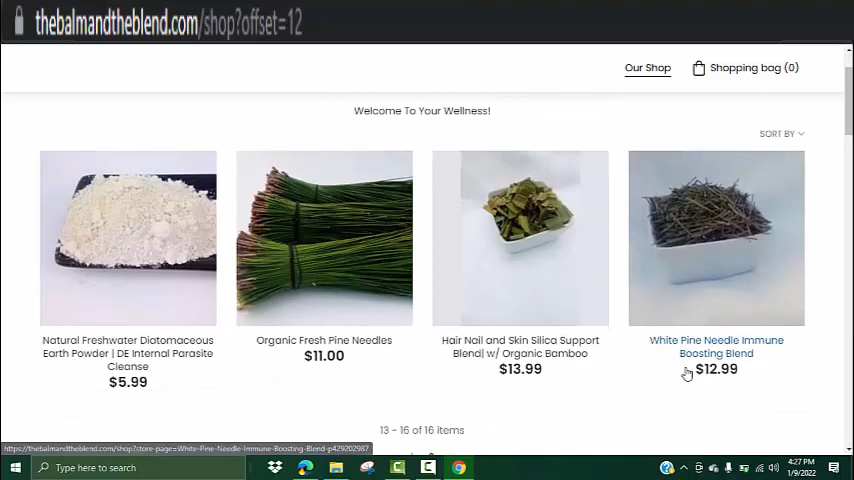 thebalmandtheblend.com/shop?offset=12
Our Shop
Shopping bag (0)
Welcome To Your Wellness!
SORT BY
Natural Freshwater Diatomaceous
Earth Powder | DE Internal Parasite
Cleanse
$5.99
Organic Fresh Pine Needles
$11.00
Hair Nail and Skin Silica Support
Blend| w/ Organic Bamboo
$13.99
White Pine Needle Immune
Boosting Blend
$12.99
13 - 16 of 16 items
https://thebalmandtheblend.com/shop?store-page=White-Pine-Needle-Immune-Boosting-Blend-p429202987
Type here to search
4:27 PM
1/9/2022